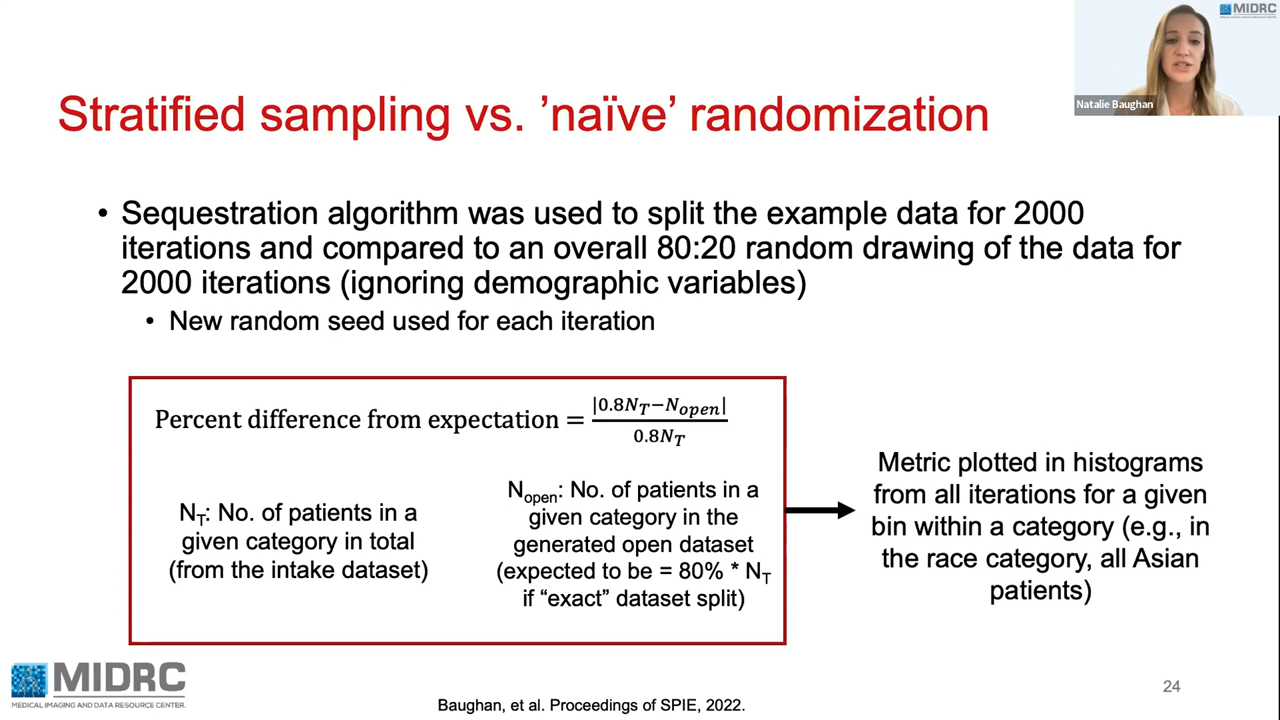 MIDRC
Natalie Baughan
Stratified sampling vs. ’naïve’ randomization
• Sequestration algorithm was used to split the example data for 2000
iterations and compared to an overall 80:20 random drawing of the data for
2000 iterations (ignoring demographic variables)
• New random seed used for each iteration
Percent difference from expectation = |0.8N_T−N_open| / 0.8N_T
N_T: No. of patients in a
given category in total
(from the intake dataset)
N_open: No. of patients in a
given category in the
generated open dataset
(expected to be = 80% * N_T
if “exact” dataset split)
Metric plotted in histograms
from all iterations for a given
bin within a category (e.g., in
the race category, all Asian
patients)
MIDRC
MEDICAL IMAGING AND DATA RESOURCE CENTER.
Baughan, et al. Proceedings of SPIE, 2022.
24